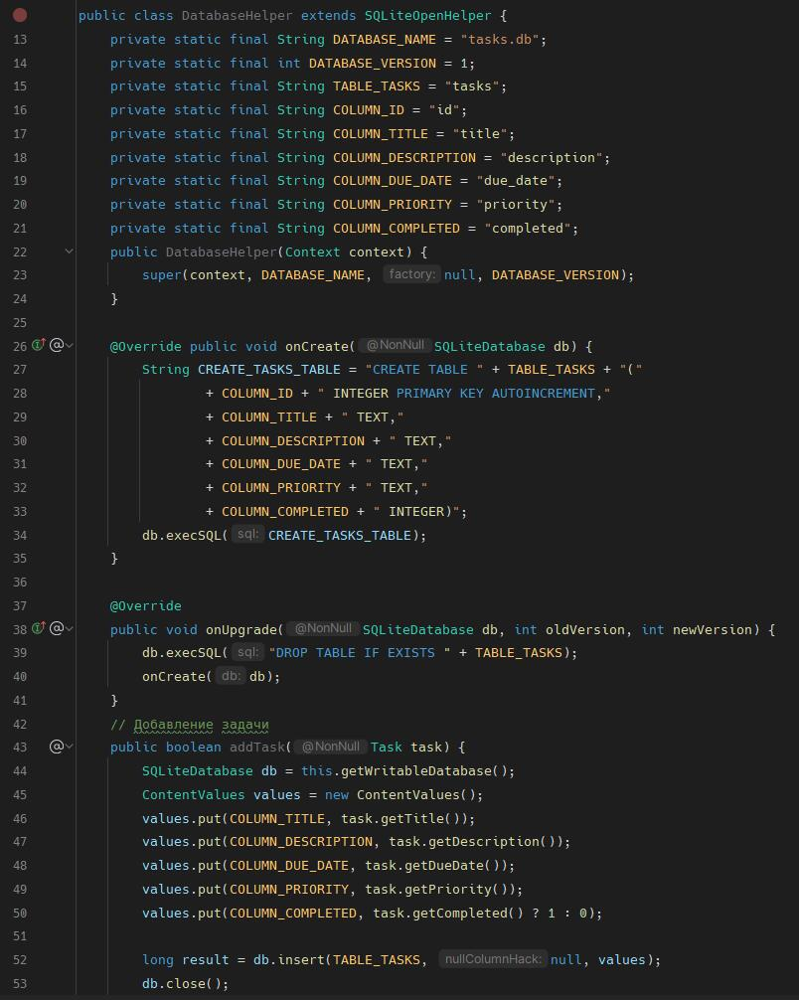 public class DatabaseHelper extends SQLiteOpenHelper {
13 private static final String DATABASE_NAME = "tasks.db";
14 private static final int DATABASE_VERSION = 1;
15 private static final String TABLE_TASKS = "tasks";
16 private static final String COLUMN_ID = "id";
17 private static final String COLUMN_TITLE = "title";
18 private static final String COLUMN_DESCRIPTION = "description";
19 private static final String COLUMN_DUE_DATE = "due_date";
20 private static final String COLUMN_PRIORITY = "priority";
21 private static final String COLUMN_COMPLETED = "completed";
22 public DatabaseHelper(Context context) {
23 super(context, DATABASE_NAME, factory: null, DATABASE_VERSION);
24 }
25
26 @ @Override public void onCreate( @NonNull SQLiteDatabase db) {
27 String CREATE_TASKS_TABLE = "CREATE TABLE " + TABLE_TASKS + "("
28 + COLUMN_ID + " INTEGER PRIMARY KEY AUTOINCREMENT,"
29 + COLUMN_TITLE + " TEXT,"
30 + COLUMN_DESCRIPTION + " TEXT,"
31 + COLUMN_DUE_DATE + " TEXT,"
32 + COLUMN_PRIORITY + " TEXT,"
33 + COLUMN_COMPLETED + " INTEGER)";
34 db.execSQL( sql: CREATE_TASKS_TABLE);
35 }
36
37 @Override
38 @ public void onUpgrade( @NonNull SQLiteDatabase db, int oldVersion, int newVersion) {
39 db.execSQL( sql: "DROP TABLE IF EXISTS " + TABLE_TASKS);
40 onCreate( db: db);
41 }
42 // Добавление задачи
43 @ public boolean addTask( @NonNull Task task) {
44 SQLiteDatabase db = this.getWritableDatabase();
45 ContentValues values = new ContentValues();
46 values.put(COLUMN_TITLE, task.getTitle());
47 values.put(COLUMN_DESCRIPTION, task.getDescription());
48 values.put(COLUMN_DUE_DATE, task.getDueDate());
49 values.put(COLUMN_PRIORITY, task.getPriority());
50 values.put(COLUMN_COMPLETED, task.getCompleted() ? 1 : 0);
51
52 long result = db.insert(TABLE_TASKS, nullColumnHack: null, values);
53 db.close();